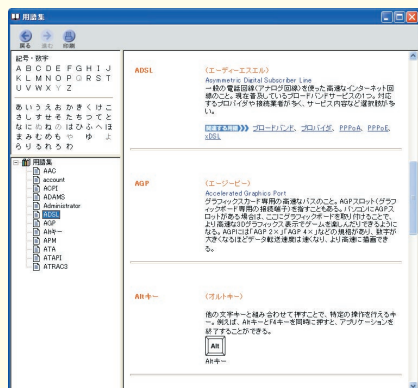 用語集
戻る 進む 印刷
記号・数字
A B C D E F G H I J
K L M N O P Q R S T
U V W X Y Z
あ い う え お か き く け こ
さ し す せ そ た ち つ て と
な に ぬ ね の は ひ ふ へ ほ
ま み む め も や ゆ よ
ら り る れ ろ わ
用語集
AAC
account
ACPI
ADAMS
Administrator
ADSL
AGP
Altキー
APM
ATA
ATAPI
ATRAC3
ADSL
(エーディーエスエル)
Asymmetric Digital Subscriber Line
一般の電話回線(アナログ回線)を使った高速なインターネット回
線のこと。現在普及しているブロードバンドサービスの1つ。対応
するプロバイダや接続業者が多く、サービス内容など選択肢が多
い。
関連する用語 ブロードバンド、プロバイダ、PPPoA、PPPoE、
xDSL
AGP
(エージーピー)
Accelerated Graphics Port
グラフィックスカード専用の高速なバスのこと。AGPスロット(グラフ
ィックボード専用の接続端子)を指すこともある。パソコンにAGPス
ロットがある場合は、ここにグラフィックボードを取り付けることで、
より高速な3Dグラフィックス表示でゲームを楽しんだりできるように
なる。AGPには「AGP 2×」「AGP 4×」などの規格があり、数字が
大きくなるほどデータ転送速度は速くなり、より高速に描画でき
る。
Altキー
(オルトキー)
他の文字キーと組み合わせて押すことで、特定の操作を行えるキ
ー。例えば、AltキーとF4キーを同時に押すと、アプリケーションを
終了することができる。
Alt
Altキー